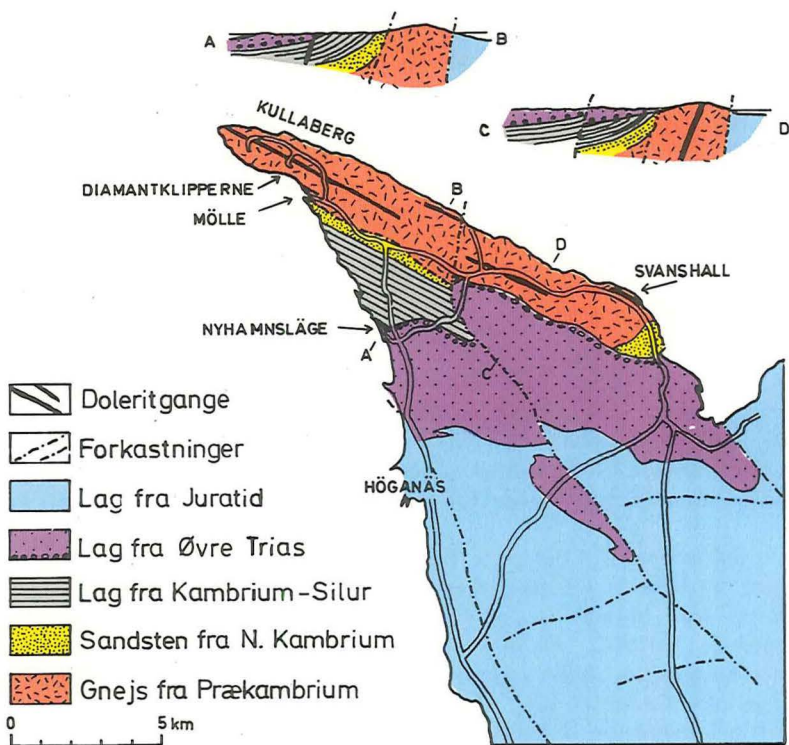 A
B
C
D
KULLABERG
DIAMANTKLIPPERNE
MÖLLE
B
D
SVANSHALL
NYHAMNSLÄGE
A
C
HÖGANÄS
Doleritgange
Forkastninger
Lag fra Juratid
Lag fra Øvre Trias
Lag fra Kambrium-Silur
Sandsten fra N. Kambrium
Gnejs fra Prækambrium
0 5 km